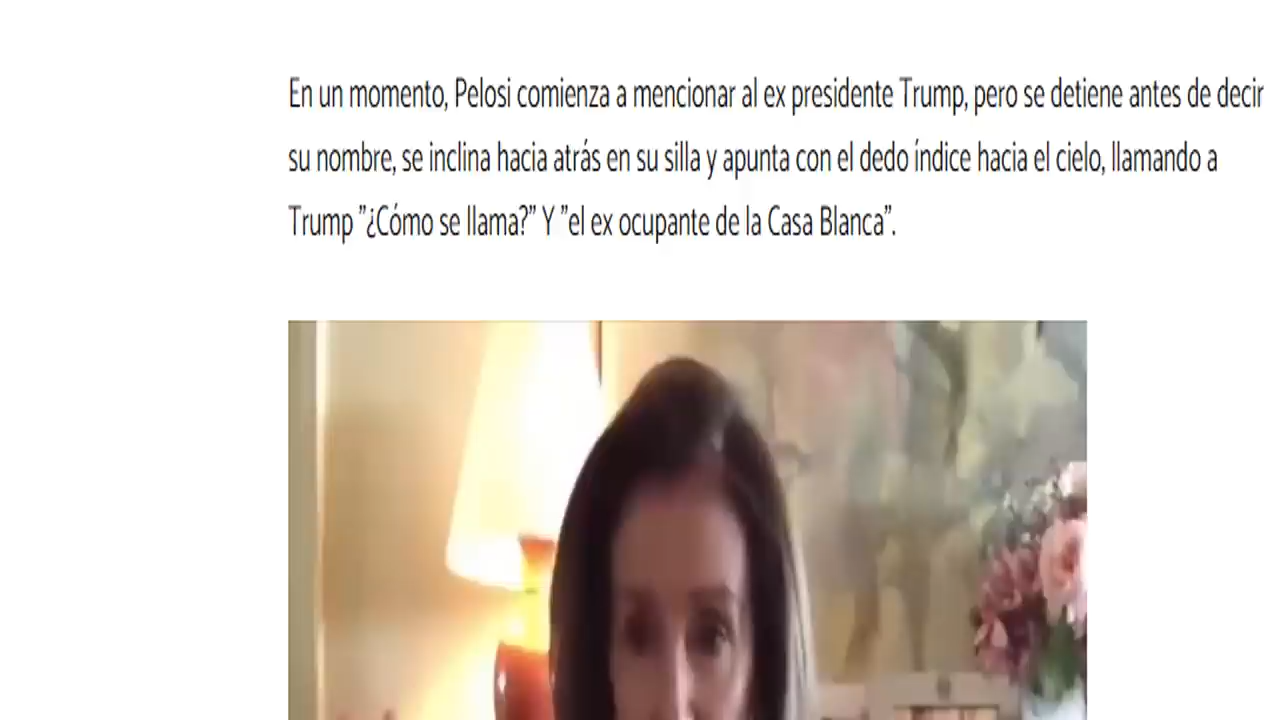 En un momento, Pelosi comienza a mencionar al ex presidente Trump, pero se detiene antes de decir
su nombre, se inclina hacia atrás en su silla y apunta con el dedo índice hacia el cielo, llamando a
Trump ”¿Cómo se llama?” Y ”el ex ocupante de la Casa Blanca”.